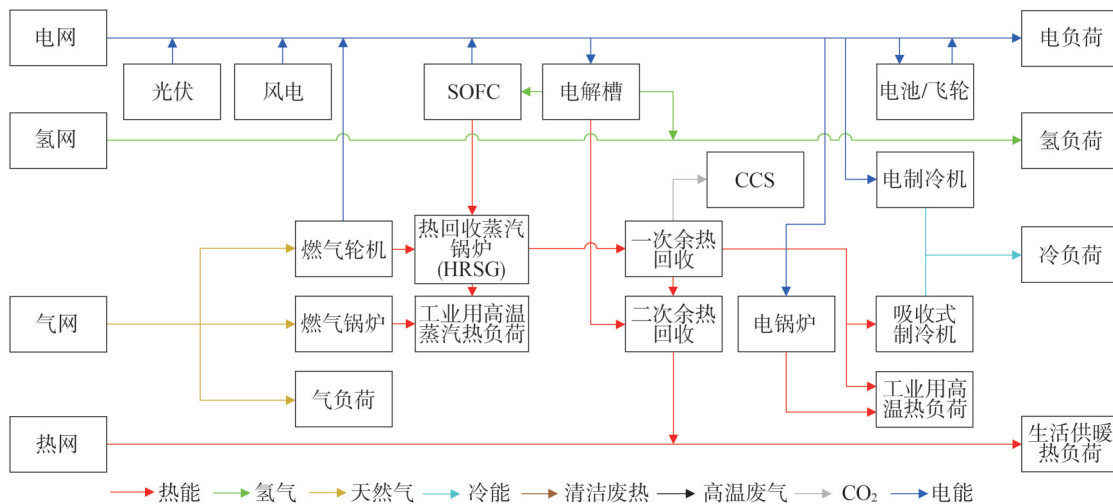 电网
电负荷
光伏
风电
SOFC
电解槽
电池/飞轮
氢网
氢负荷
CCS
电制冷机
燃气轮机
热回收蒸汽
锅炉
(HRSG)
一次余热
回收
冷负荷
气网
燃气锅炉
工业用高温
蒸汽热负荷
二次余热
回收
电锅炉
吸收式
制冷机
气负荷
工业用高
温热负荷
热网
生活供暖
热负荷
热能 氢气 天然气 冷能 清洁废热 高温废气 CO₂ 电能